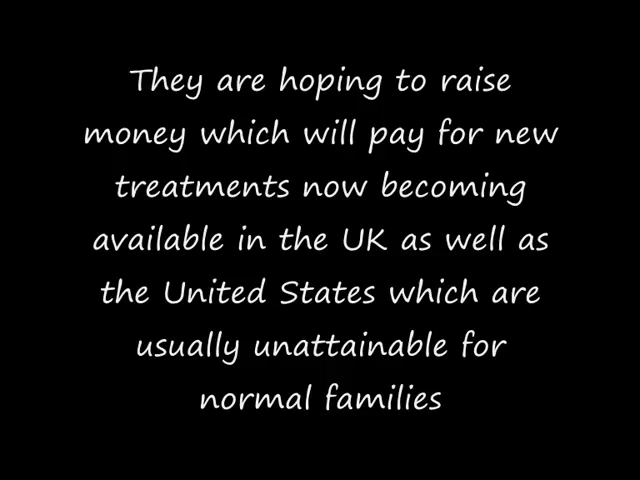 They are hoping to raise
money which will pay for new
treatments now becoming
available in the UK as well as
the United States which are
usually unattainable for
normal families